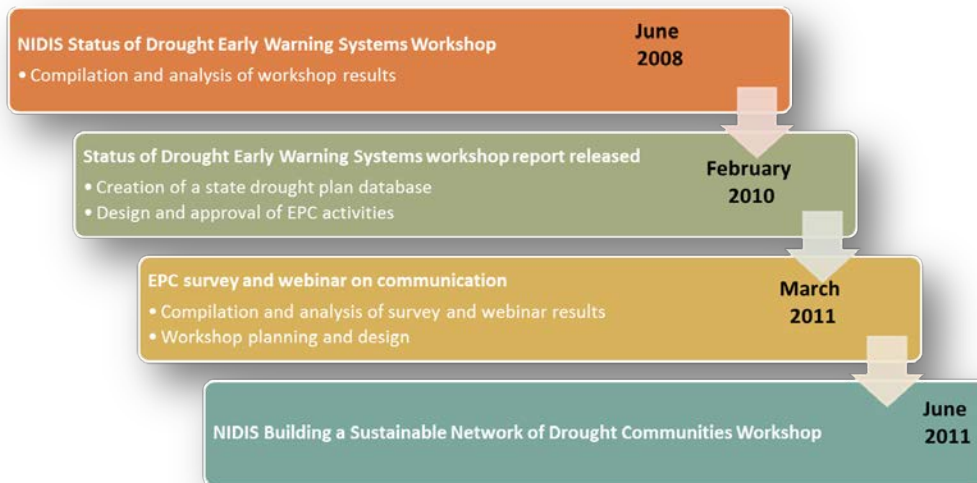 NIDIS Status of Drought Early Warning Systems Workshop
• Compilation and analysis of workshop results
June
2008
Status of Drought Early Warning Systems workshop report released
• Creation of a state drought plan database
• Design and approval of EPC activities
February
2010
EPC survey and webinar on communication
• Compilation and analysis of survey and webinar results
• Workshop planning and design
March
2011
NIDIS Building a Sustainable Network of Drought Communities Workshop
June
2011